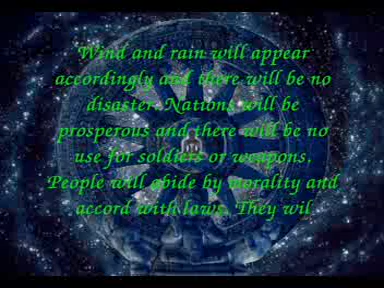 Wind and rain will appear
accordingly and there will be no
disaster. Nations will be
prosperous and there will be no
use for soldiers or weapons.
People will abide by morality and
accord with laws. They wil